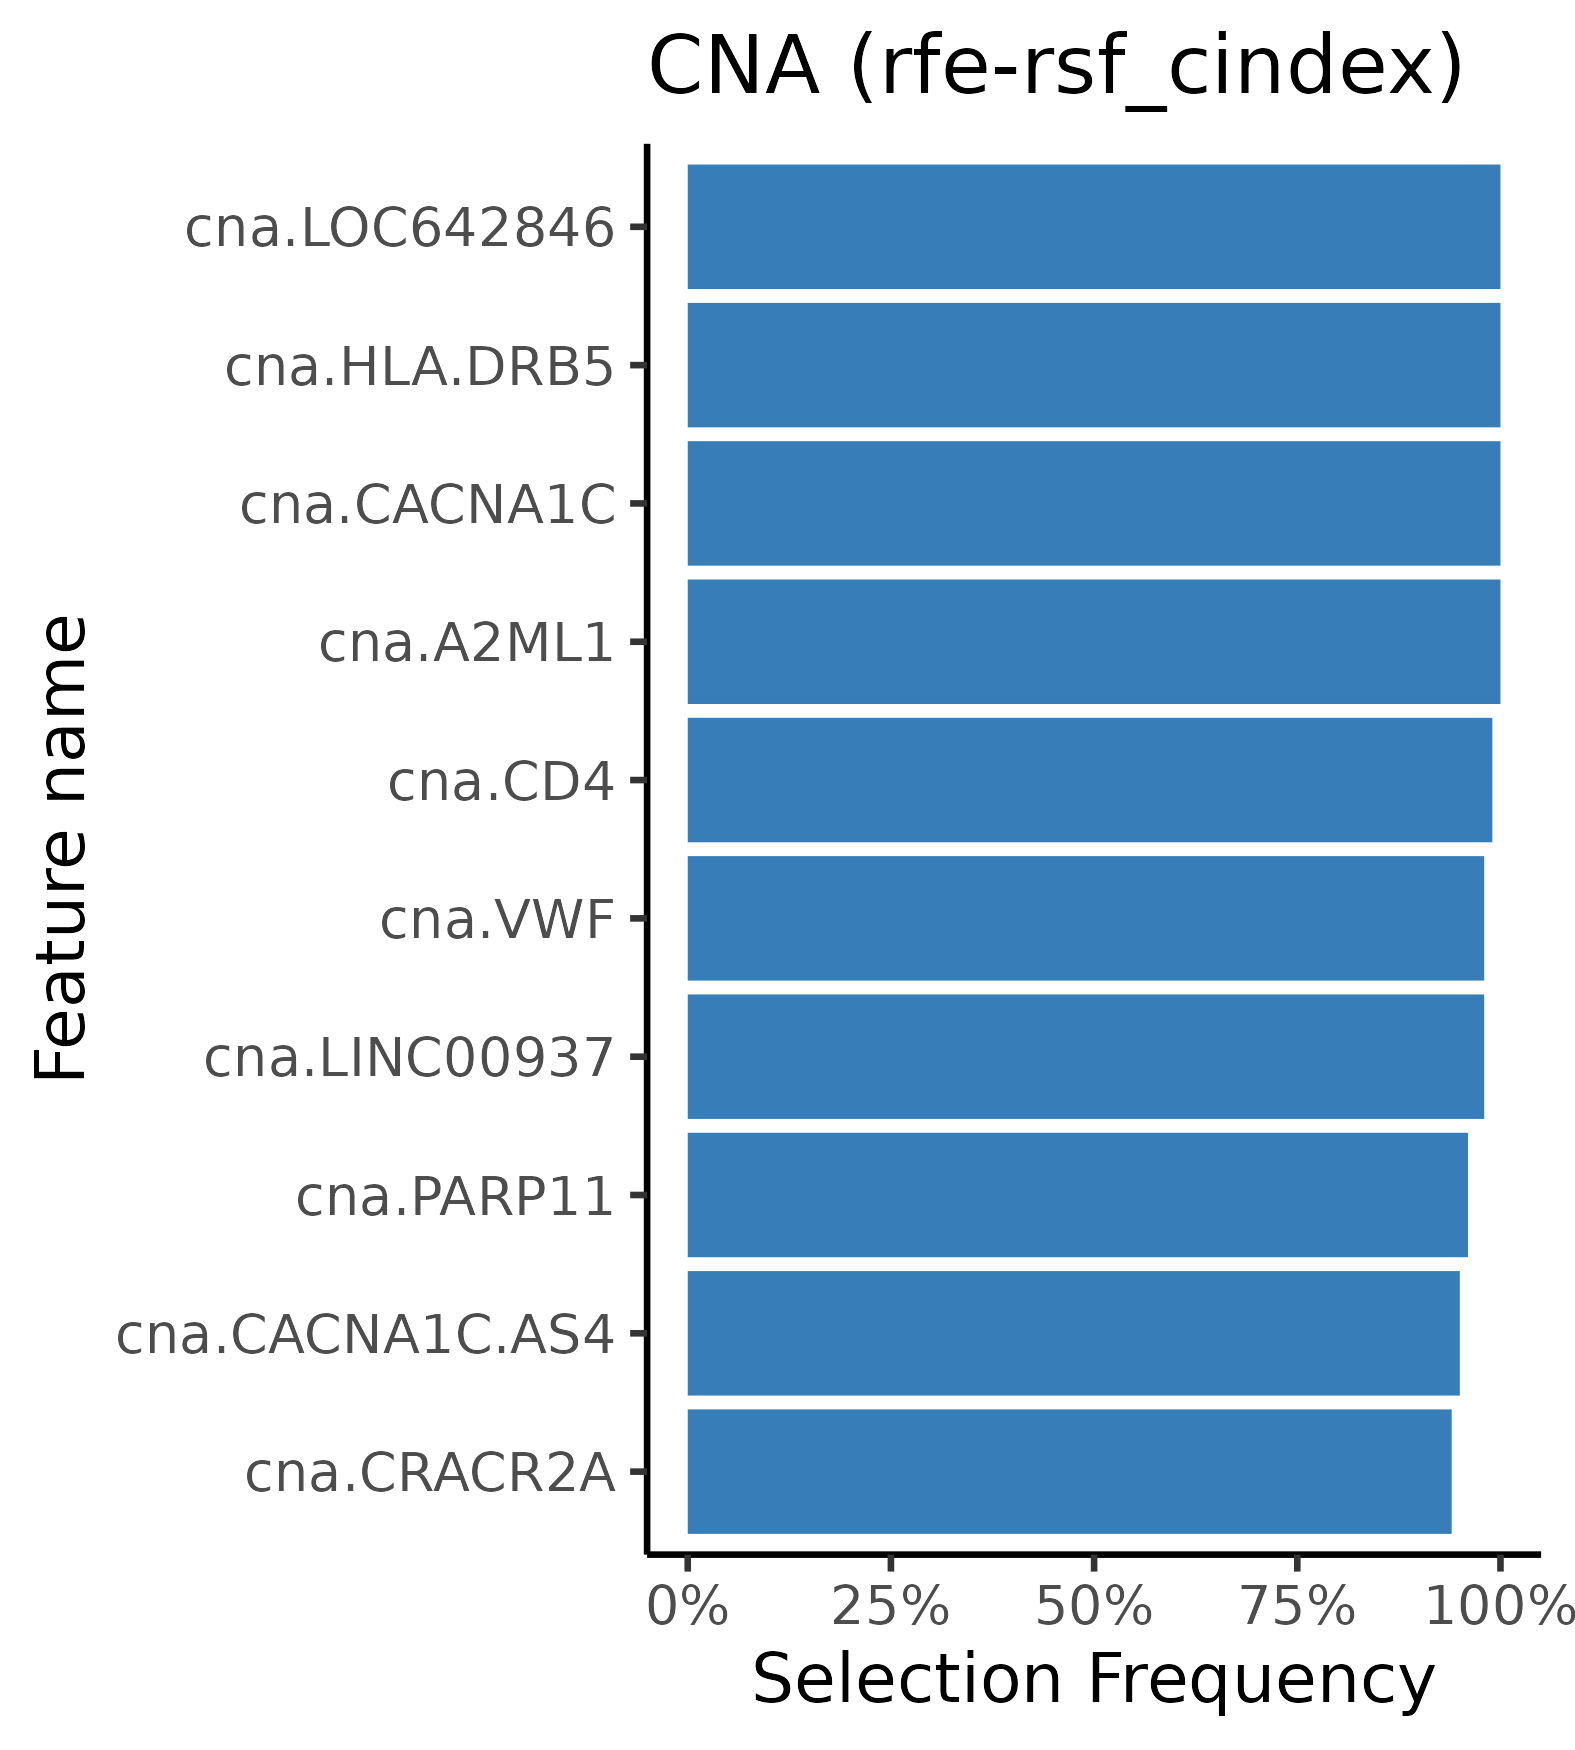 CNA (rfe-rsf_cindex)
Feature name
cna.LOC642846
cna.HLA.DRB5
cna.CACNA1C
cna.A2ML1
cna.CD4
cna.VWF
cna.LINC00937
cna.PARP11
cna.CACNA1C.AS4
cna.CRACR2A
0% 25% 50% 75% 100%
Selection Frequency